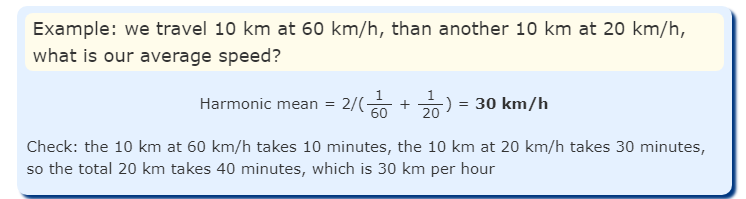 Example: we travel 10 km at 60 km/h, than another 10 km at 20 km/h,
what is our average speed?
Harmonic mean = 2/(1/60 + 1/20) = 30 km/h
Check: the 10 km at 60 km/h takes 10 minutes, the 10 km at 20 km/h takes 30 minutes,
so the total 20 km takes 40 minutes, which is 30 km per hour